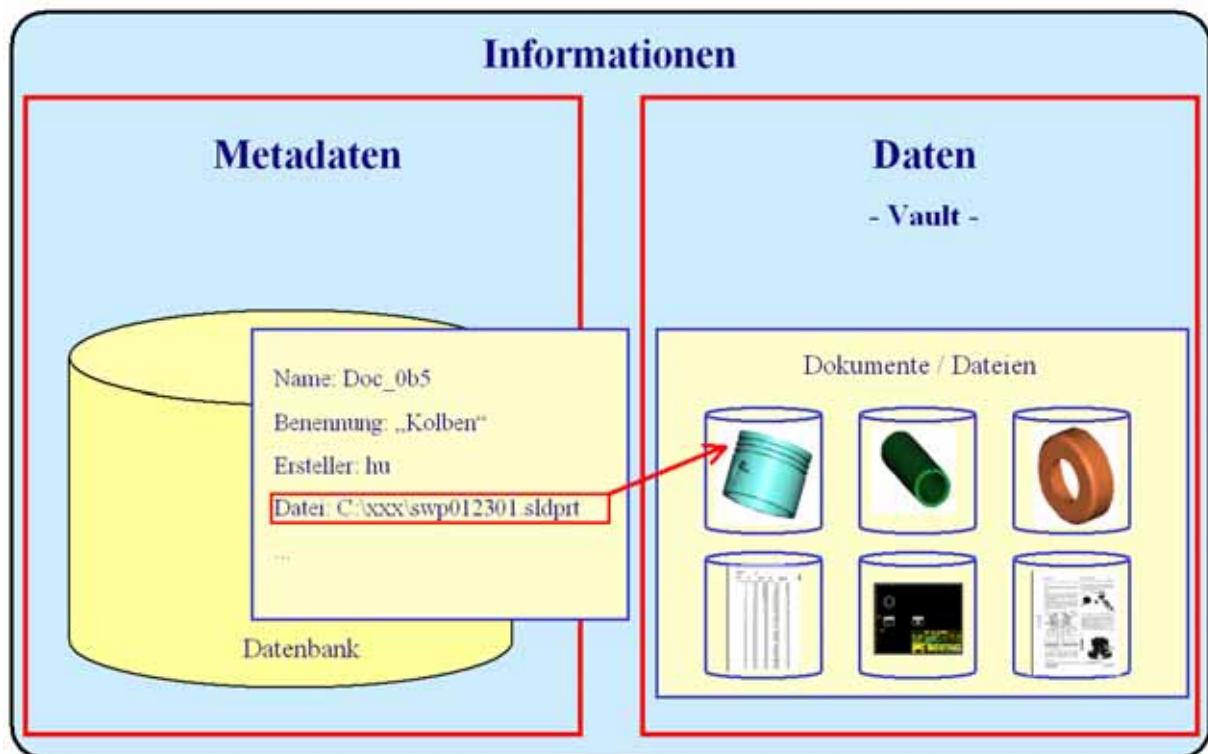 Informationen
Metadaten
Name: Doc_0b5
Benennung: „Kolben“
Ersteller: hu
Datei: C:\xxx\swp012301.sldprt
...
Datenbank
Daten
- Vault -
Dokumente / Dateien